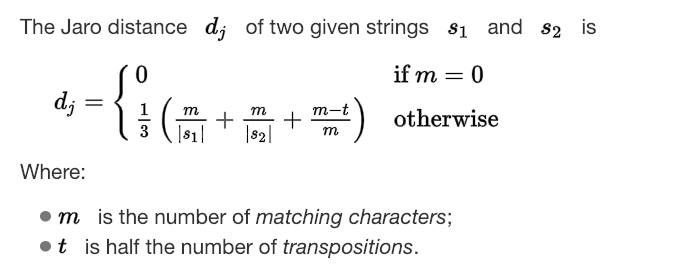 The Jaro distance d_j of two given strings s_1 and s_2 is
d_j = { 0 if m = 0
1/3 ( m/|s_1| + m/|s_2| + m−t/m ) otherwise
Where:
● m is the number of matching characters;
● t is half the number of transpositions.